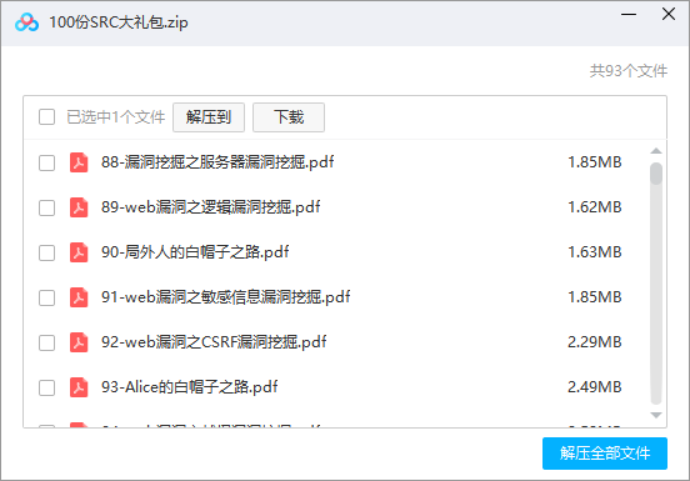 100份SRC大礼包.zip
共93个文件
已选中1个文件 解压到 下载
88-漏洞挖掘之服务器漏洞挖掘.pdf 1.85MB
89-web漏洞之逻辑漏洞挖掘.pdf 1.62MB
90-局外人的白帽子之路.pdf 1.63MB
91-web漏洞之敏感信息漏洞挖掘.pdf 1.85MB
92-web漏洞之CSRF漏洞挖掘.pdf 2.29MB
93-Alice的白帽子之路.pdf 2.49MB
解压全部文件